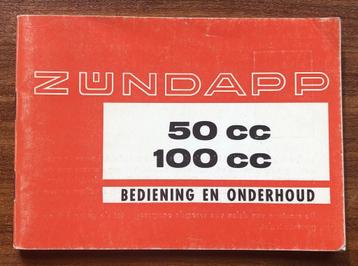 ZÜNDAPP
50 cc
100 cc
BEDIENING EN ONDERHOUD